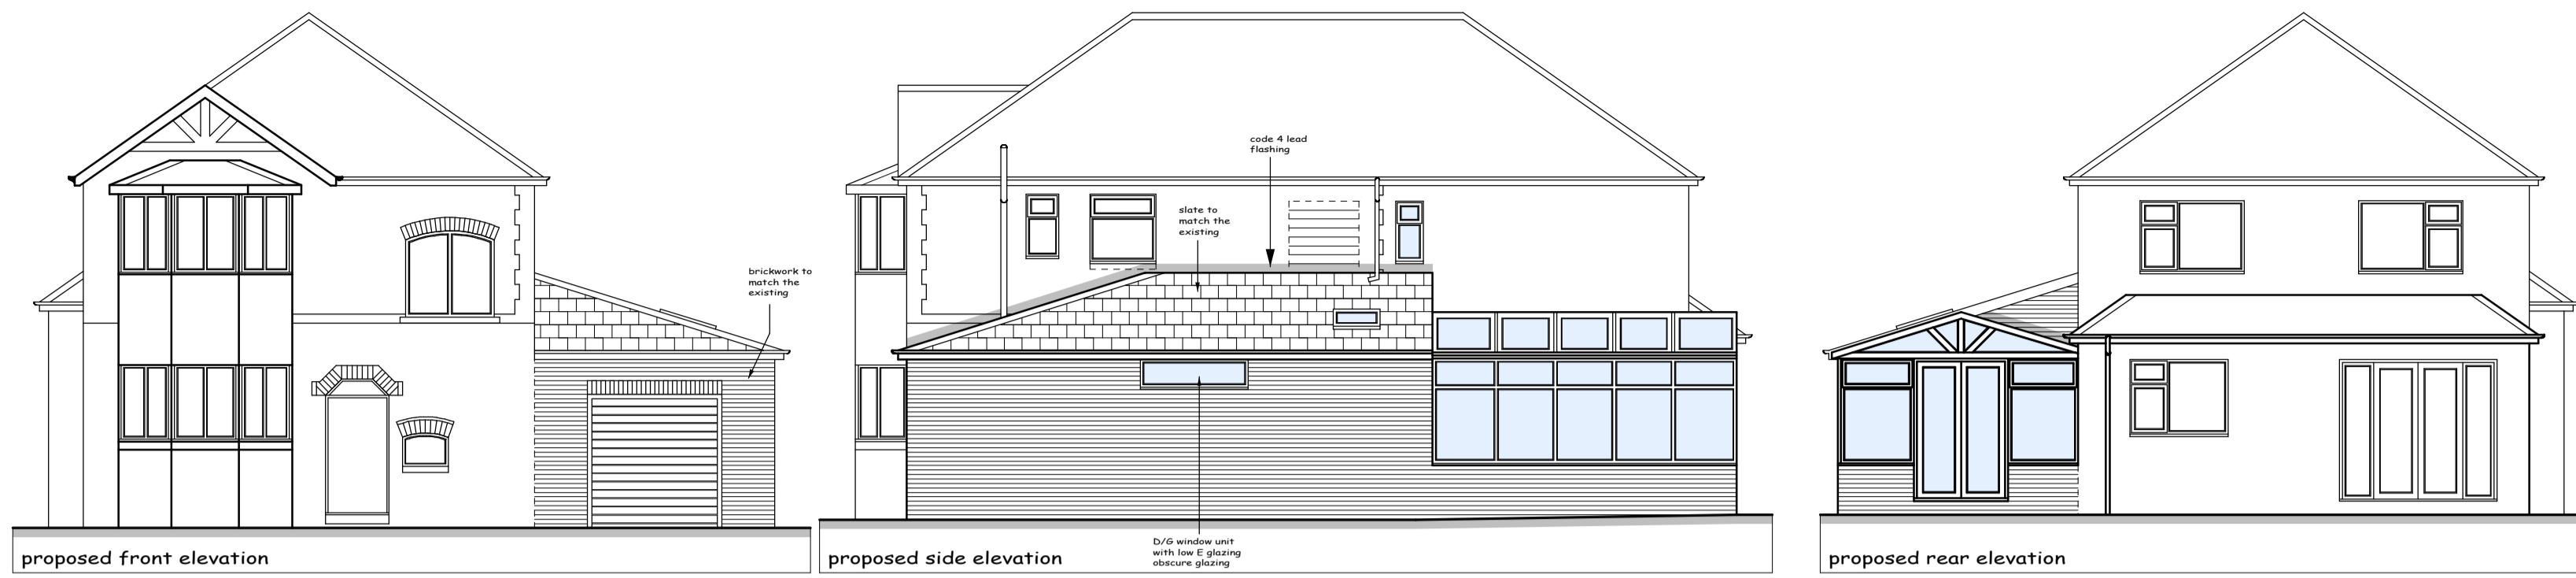 brickwork to
match the
existing
proposed front elevation
code 4 lead
flashing
slate to
match the
existing
D/G window unit
with low E glazing
obscure glazing
proposed side elevation
proposed rear elevation